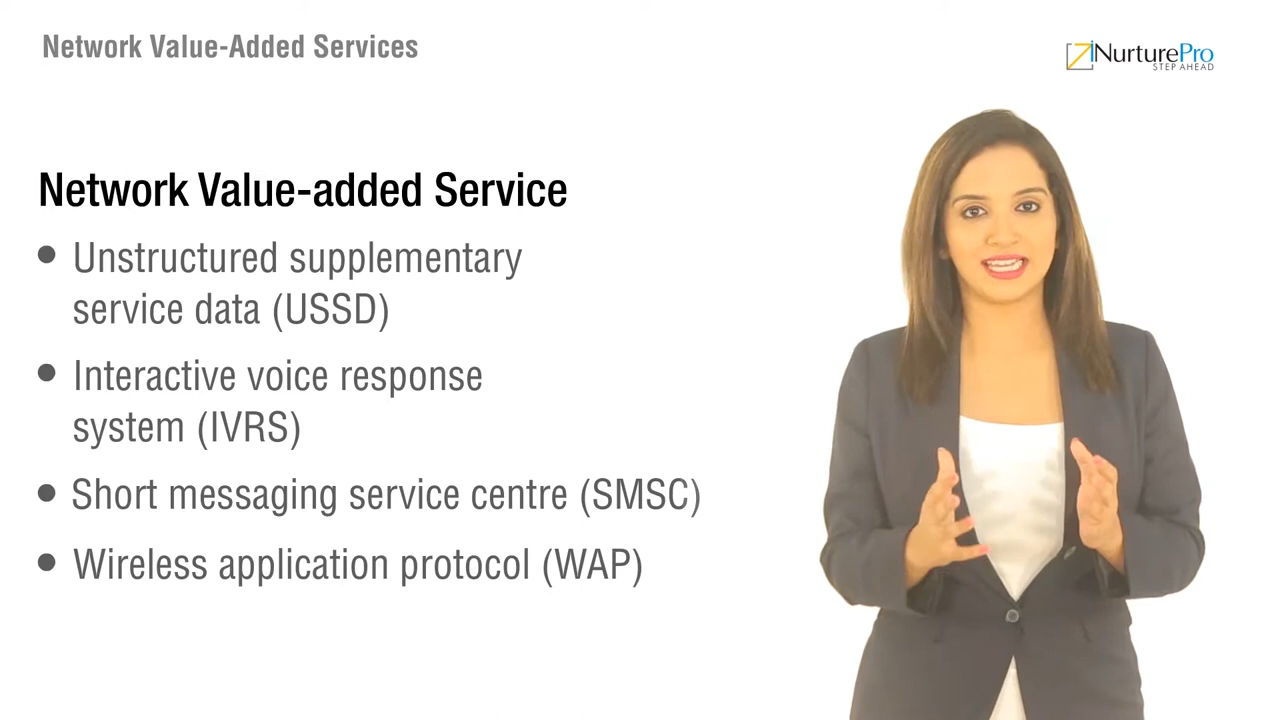 Network Value-Added Services
iNurturePro
STEP AHEAD
Network Value-added Service
• Unstructured supplementary
service data (USSD)
• Interactive voice response
system (IVRS)
• Short messaging service centre (SMSC)
• Wireless application protocol (WAP)